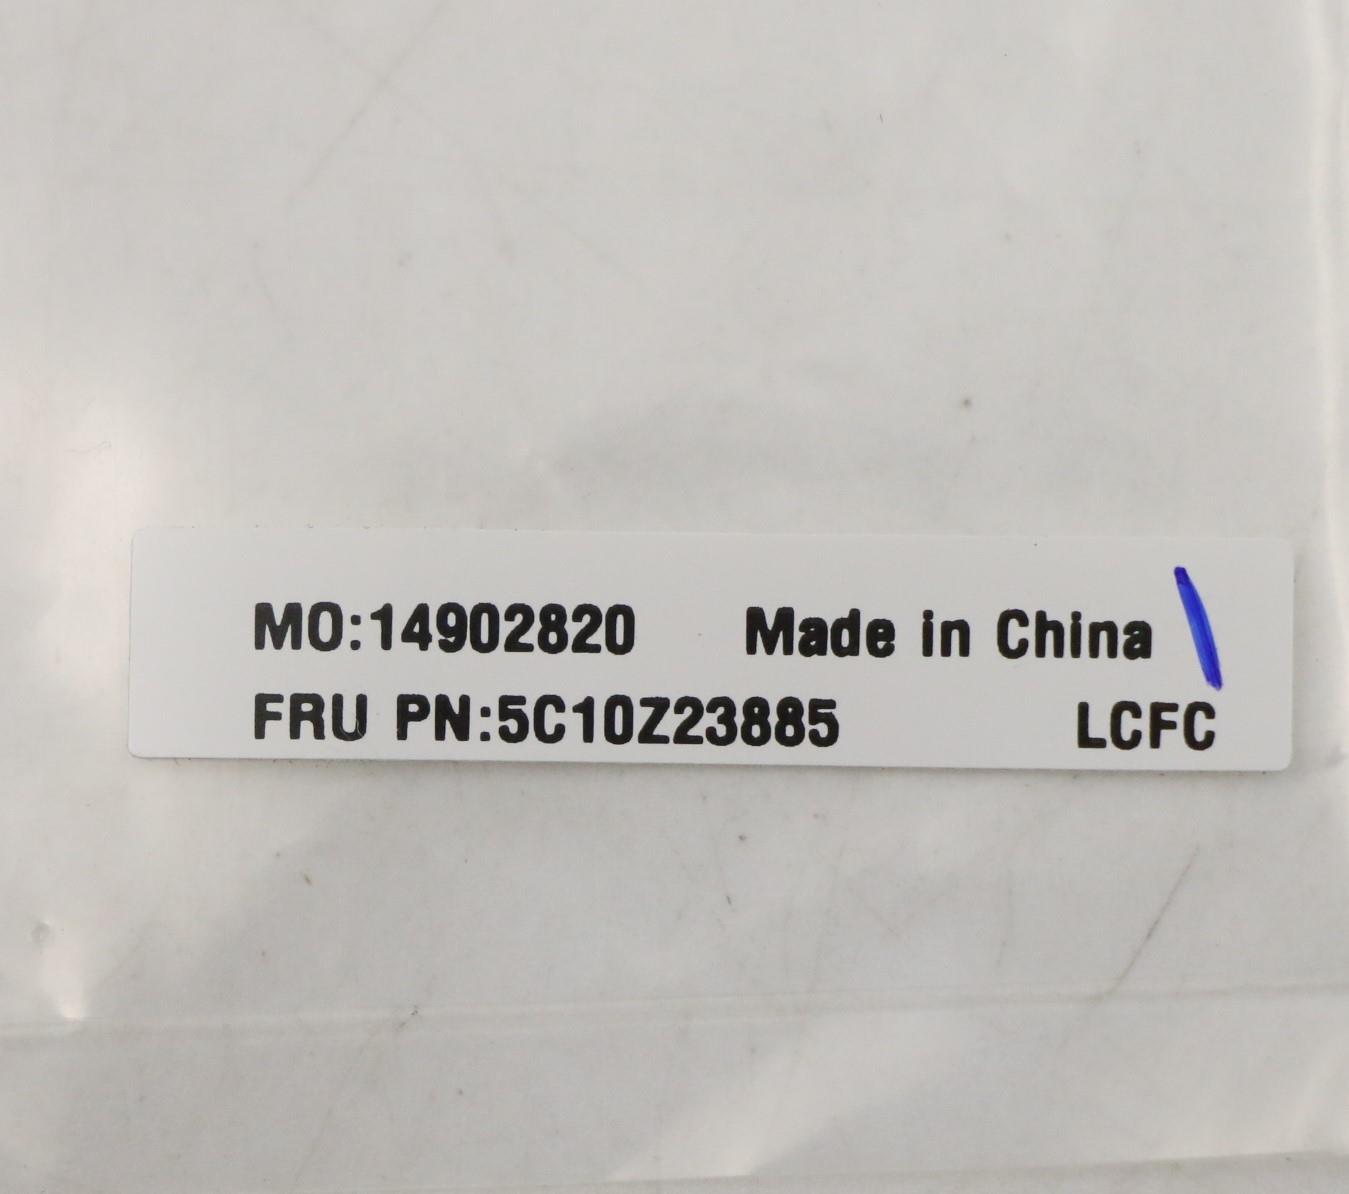 MO:14902820 Made in China
FRU PN:5C10Z23885 LCFC